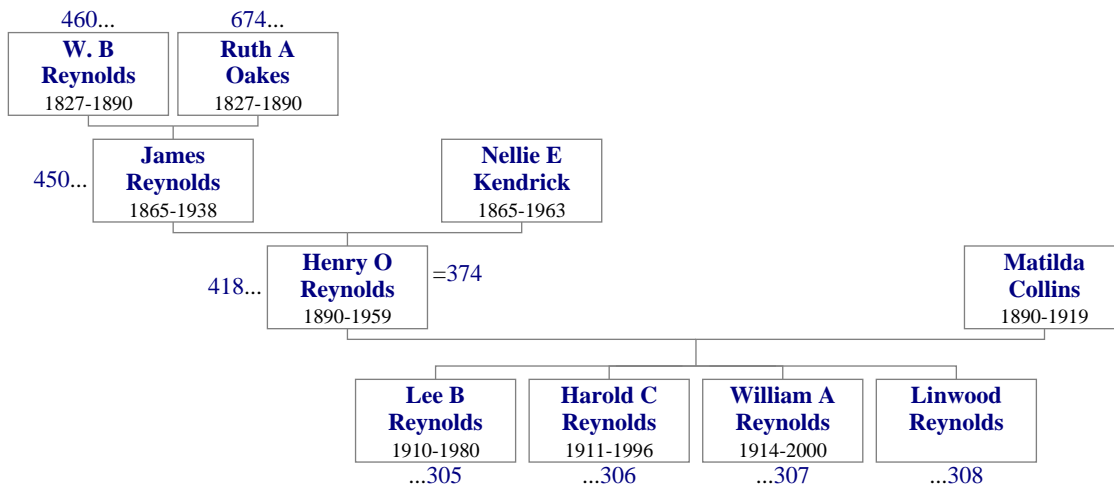 460...
674...
W. B
Reynolds
1827-1890
Ruth A
Oakes
1827-1890
450...
James
Reynolds
1865-1938
Nellie E
Kendrick
1865-1963
418...
Henry O
Reynolds
1890-1959
=374
Matilda
Collins
1890-1919
Lee B
Reynolds
1910-1980
Harold C
Reynolds
1911-1996
William A
Reynolds
1914-2000
Linwood
Reynolds
...305
...306
...307
...308